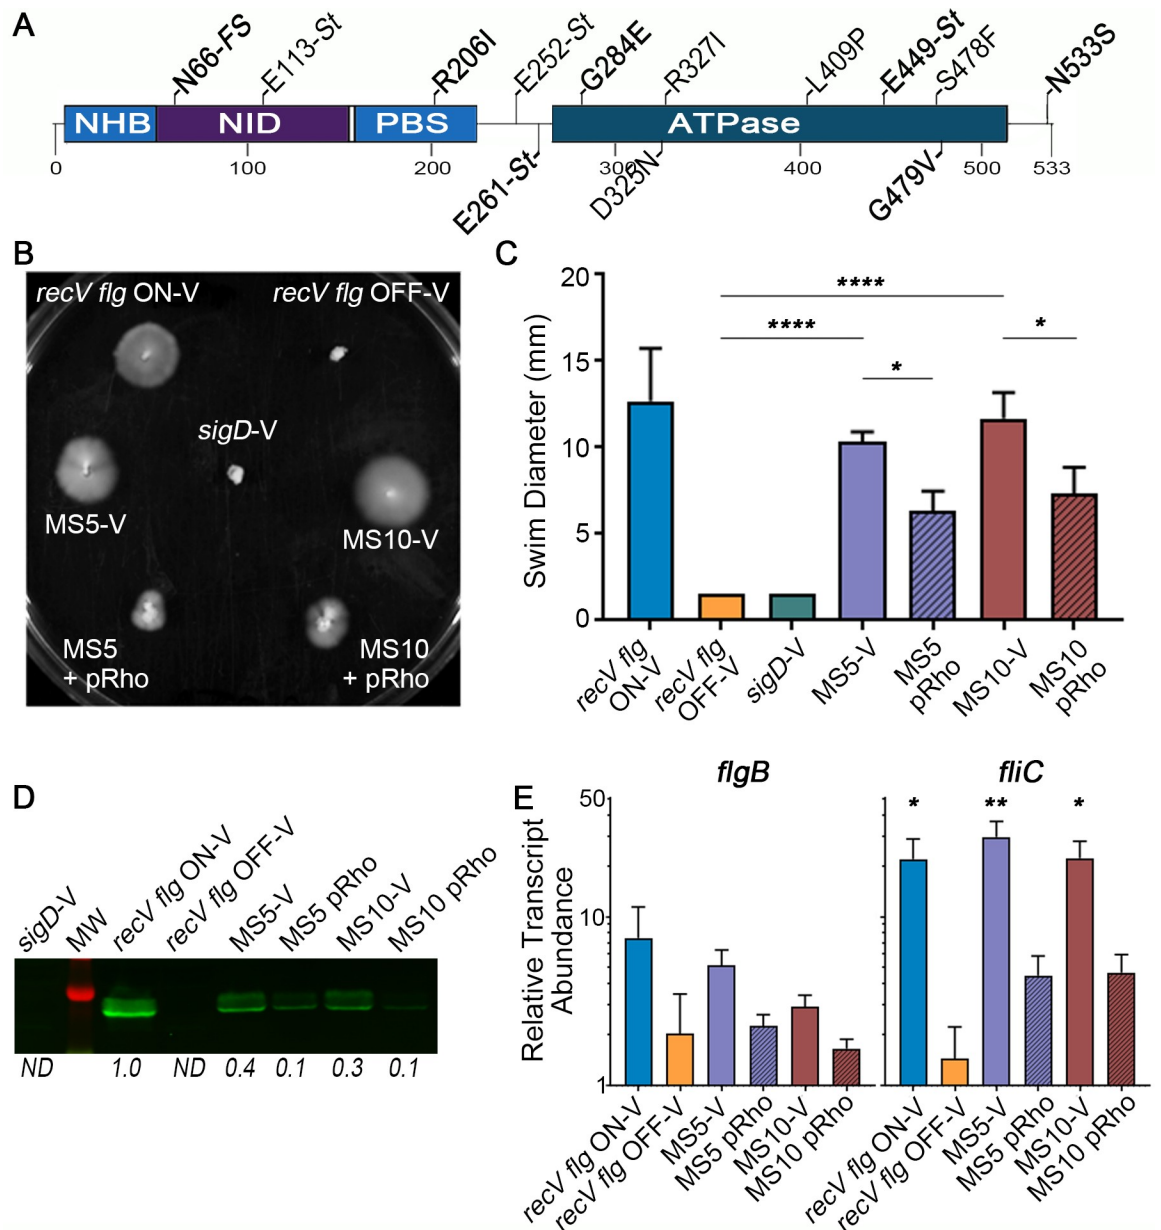 A
N66-FS
E113-St
R206I
E252-St
G284E
R327I
L409P
E449-St
S478F
N533S
NHB
NID
PBS
ATPase
0
100
200
300
400
500
533
E261-St
D325N
G479V
B
recV flg ON-V
recV flg OFF-V
sigD-V
MS5-V
MS10-V
MS5
+ pRho
MS10
+ pRho
C
Swim Diameter (mm)
20
15
10
5
0
****
****
*
*
recV flg
ON-V
recV flg
OFF-V
sigD-V
MS5-V
MS5
pRho
MS10-V
MS10
pRho
D
sigD-V
MW
recV flg ON-V
recV flg OFF-V
MS5-V
MS5 pRho
MS10-V
MS10 pRho
ND
1.0
ND
0.4
0.1
0.3
0.1
E
flgB
fliC
Relative Transcript
Abundance
50
10
1
*
**
*
recV flg ON-V
recV flg OFF-V
MS5-V
MS5 pRho
MS10-V
MS10 pRho
recV flg ON-V
recV flg OFF-V
MS5-V
MS5 pRho
MS10-V
MS10 pRho